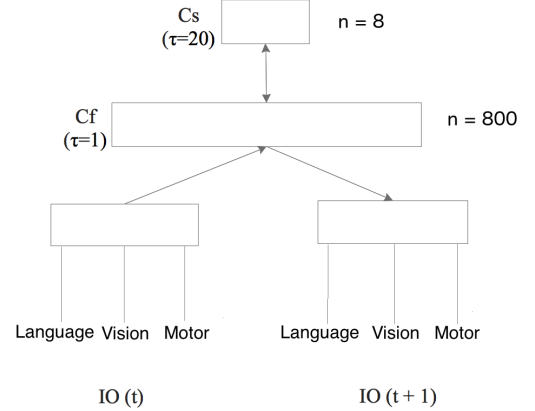 Cs
(τ=20)
n = 8
Cf
(τ=1)
n = 800
Language Vision Motor
Language Vision Motor
IO (t)
IO (t + 1)